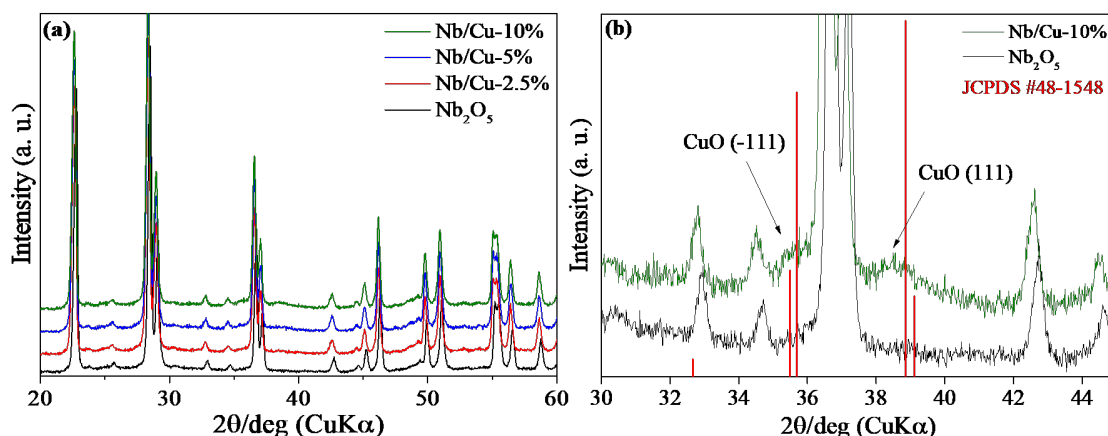 (a)
Nb/Cu-10%
Nb/Cu-5%
Nb/Cu-2.5%
Nb₂O₅
Intensity (a. u.)
20 30 40 50 60
2θ/deg (CuKα)
(b)
Nb/Cu-10%
Nb₂O₅
JCPDS #48-1548
CuO (-111)
CuO (111)
Intensity (a. u.)
30 32 34 36 38 40 42 44
2θ/deg (CuKα)